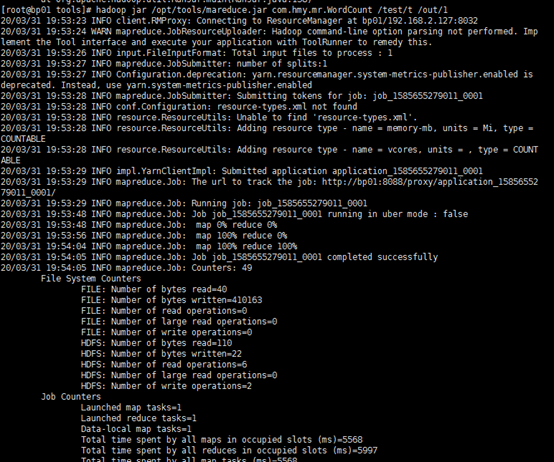 [root@bp01 tools]# hadoop jar /opt/tools/mareduce.jar com.hmy.mr.WordCount /test/t /out/1
20/03/31 19:53:23 INFO client.RMProxy: Connecting to ResourceManager at bp01/192.168.2.127:8032
20/03/31 19:53:24 WARN mapreduce.JobResourceUploader: Hadoop command-line option parsing not performed. Imp
lement the Tool interface and execute your application with ToolRunner to remedy this.
20/03/31 19:53:26 INFO input.FileInputFormat: Total input files to process : 1
20/03/31 19:53:27 INFO mapreduce.JobSubmitter: number of splits:1
20/03/31 19:53:27 INFO Configuration.deprecation: yarn.resourcemanager.system-metrics-publisher.enabled is
deprecated. Instead, use yarn.system-metrics-publisher.enabled
20/03/31 19:53:28 INFO mapreduce.JobSubmitter: Submitting tokens for job: job_1585655279011_0001
20/03/31 19:53:28 INFO conf.Configuration: resource-types.xml not found
20/03/31 19:53:28 INFO resource.ResourceUtils: Unable to find 'resource-types.xml'.
20/03/31 19:53:28 INFO resource.ResourceUtils: Adding resource type - name = memory-mb, units = Mi, type =
COUNTABLE
20/03/31 19:53:28 INFO resource.ResourceUtils: Adding resource type - name = vcores, units = , type = COUNT
ABLE
20/03/31 19:53:29 INFO impl.YarnClientImpl: Submitted application application_1585655279011_0001
20/03/31 19:53:29 INFO mapreduce.Job: The url to track the job: http://bp01:8088/proxy/application_15856552
79011_0001/
20/03/31 19:53:29 INFO mapreduce.Job: Running job: job_1585655279011_0001
20/03/31 19:53:48 INFO mapreduce.Job: Job job_1585655279011_0001 running in uber mode : false
20/03/31 19:53:48 INFO mapreduce.Job:  map 0% reduce 0%
20/03/31 19:53:56 INFO mapreduce.Job:  map 100% reduce 0%
20/03/31 19:54:04 INFO mapreduce.Job:  map 100% reduce 100%
20/03/31 19:54:05 INFO mapreduce.Job: Job job_1585655279011_0001 completed successfully
20/03/31 19:54:05 INFO mapreduce.Job: Counters: 49
File System Counters
FILE: Number of bytes read=40
FILE: Number of bytes written=410163
FILE: Number of read operations=0
FILE: Number of large read operations=0
FILE: Number of write operations=0
HDFS: Number of bytes read=110
HDFS: Number of bytes written=22
HDFS: Number of read operations=6
HDFS: Number of large read operations=0
HDFS: Number of write operations=2
Job Counters
Launched map tasks=1
Launched reduce tasks=1
Data-local map tasks=1
Total time spent by all maps in occupied slots (ms)=5568
Total time spent by all reduces in occupied slots (ms)=5997
Total time spent by all map tasks (ms)=5568